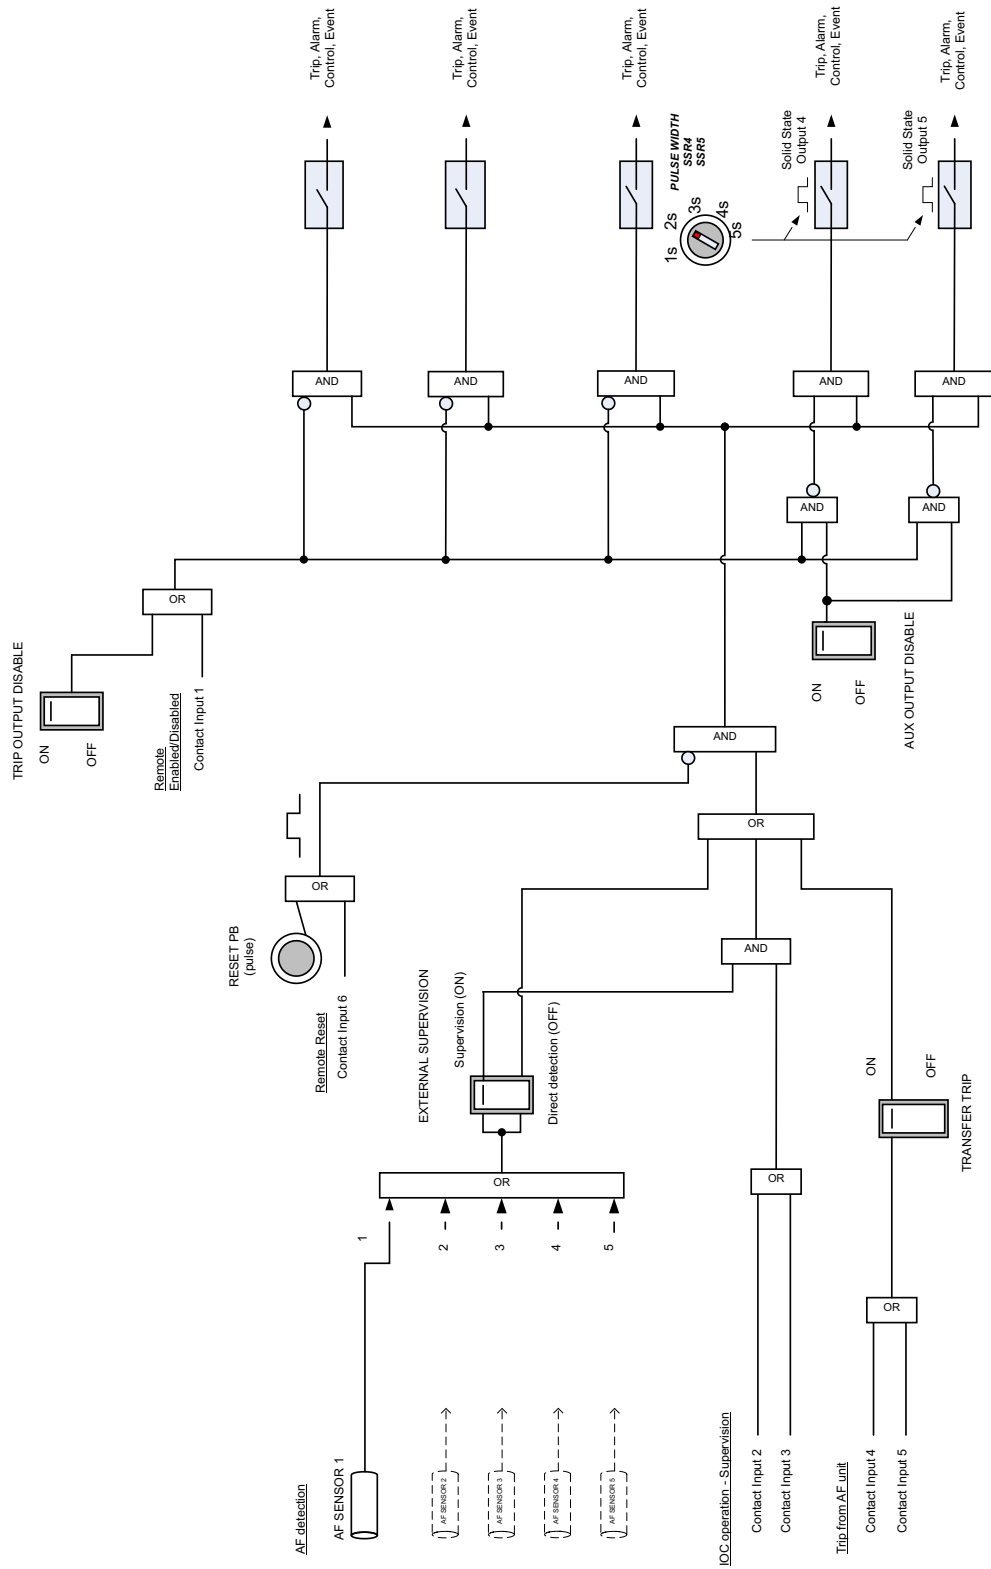 AF detection
AF SENSOR 1
AF SENSOR 2
AF SENSOR 3
AF SENSOR 4
AF SENSOR 5
IOC operation - Supervision
Contact Input 2
Contact Input 3
Trip from AF unit
Contact Input 4
Contact Input 5
1
2
3
4
5
OR
OR
OR
EXTERNAL SUPERVISION
Supervision (ON)
Direct detection (OFF)
TRANSFER TRIP
ON
OFF
RESET PB
(pulse)
Remote Reset
Contact Input 6
OR
AND
OR
AND
TRIP OUTPUT DISABLE
ON
OFF
Remote
Enabled/Disabled
Contact Input 1
OR
AUX OUTPUT DISABLE
ON
OFF
AND
AND
AND
AND
AND
AND
AND
PULSE WIDTH
SSR4
SSR5
1s
2s
3s
4s
5s
Solid State
Output 4
Solid State
Output 5
Trip, Alarm,
Control, Event
Trip, Alarm,
Control, Event
Trip, Alarm,
Control, Event
Trip, Alarm,
Control, Event
Trip, Alarm,
Control, Event